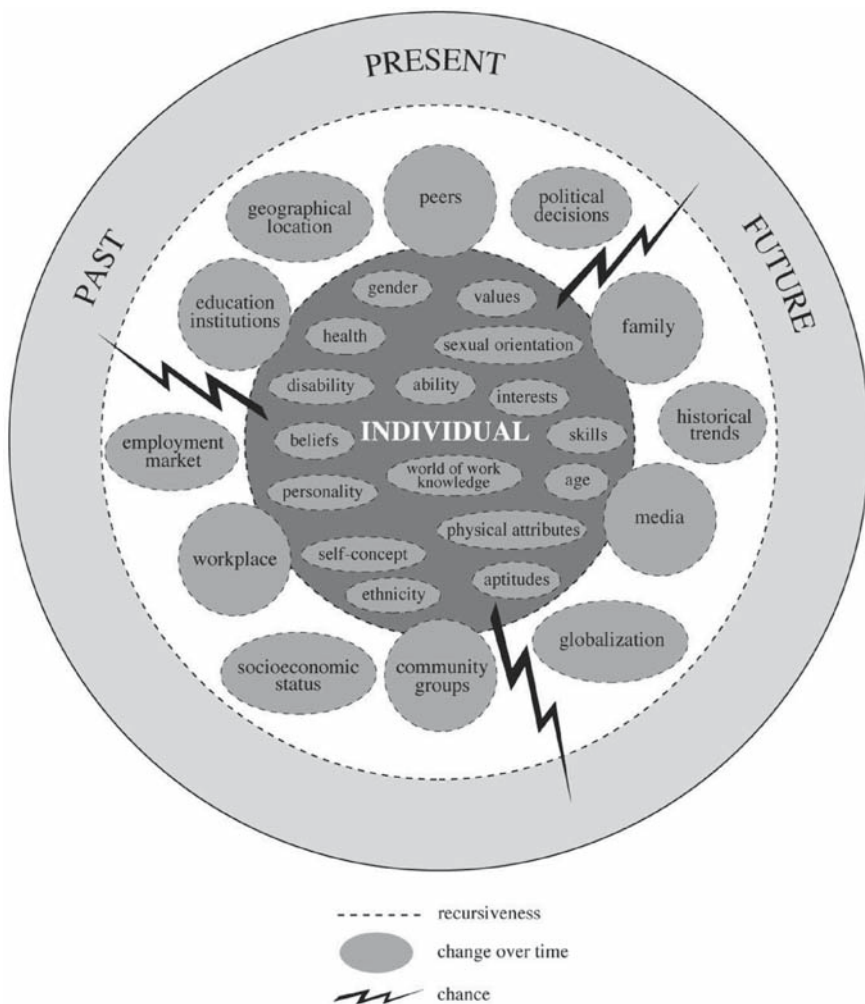 PRESENT
PAST
FUTURE
peers
political
decisions
geographical
location
education
institutions
family
gender
values
health
sexual orientation
disability
ability
interests
historical
trends
employment
market
beliefs
INDIVIDUAL
skills
world of work
knowledge
age
personality
media
physical attributes
workplace
self-concept
aptitudes
ethnicity
globalization
socioeconomic
status
community
groups
recursiveness
change over time
chance